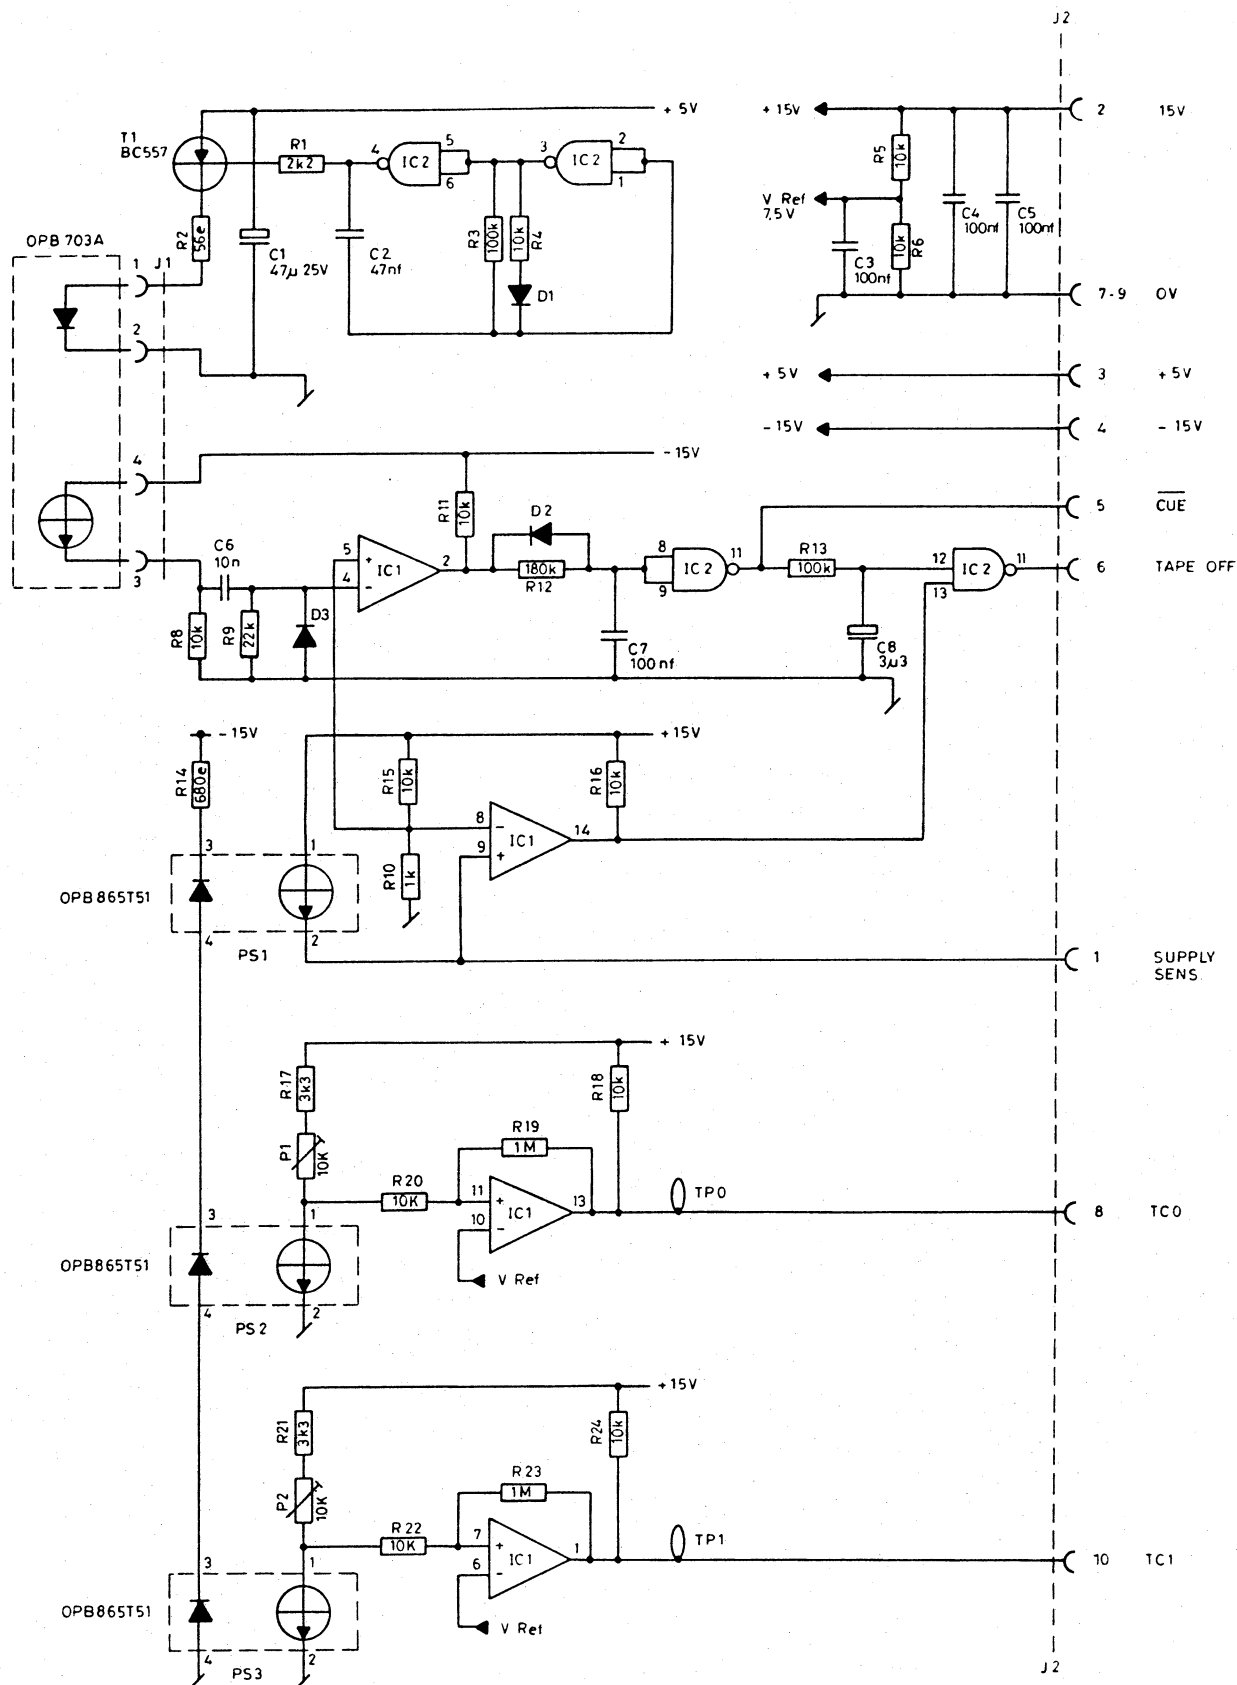 J2
+5V
+15V
2 15V
T1
BC557
R1
2k2
4
IC2
5
6
3
IC2
2
1
R5
10k
V Ref
7,5V
R2
56e
C1
47µ 25V
C2
47nf
R3
100k
10k
R4
D1
C3
100nf
10k
R6
C4
100nf
C5
100nf
OPB 703A
1 J1
2
7-9 0V
+5V
3 +5V
-15V
4 -15V
4
-15V
R11
10k
5 CUE
3
C6
10n
5
+
4
-
IC1
2
D2
180k
R12
8
9
IC2
11
R13
100k
12
13
IC2
11
6 TAPE OFF
R8
10k
R9
22k
D3
C7
100nf
C8
3µ3
-15V
+15V
R14
680e
R15
10k
R16
10k
8
-
9
+
IC1
14
R10
1k
3
1
OPB865T51
4
2
PS1
1 SUPPLY
SENS.
+ 15V
R17
3k3
R18
10k
P1
10K
R19
1M
R20
10K
11
+
10
-
IC1
13
TP0
8 TC0
3
1
OPB865T51
V Ref
4
2
PS2
+15V
R21
3k3
R24
10k
P2
10K
R23
1M
R22
10K
7
+
6
-
IC1
1
TP1
10 TC1
3
1
OPB865T51
V Ref
4
2
PS3
J2